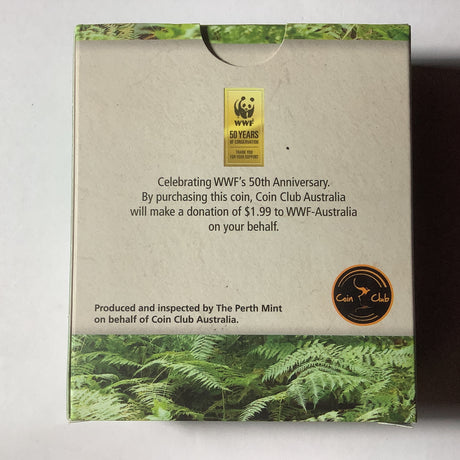 WWF
50 YEARS
OF CONSERVATION
THANK YOU
FOR YOUR SUPPORT
Celebrating WWF's 50th Anniversary.
By purchasing this coin, Coin Club Australia
will make a donation of $1.99 to WWF-Australia
on your behalf.
Coin Club
Produced and inspected by The Perth Mint
on behalf of Coin Club Australia.